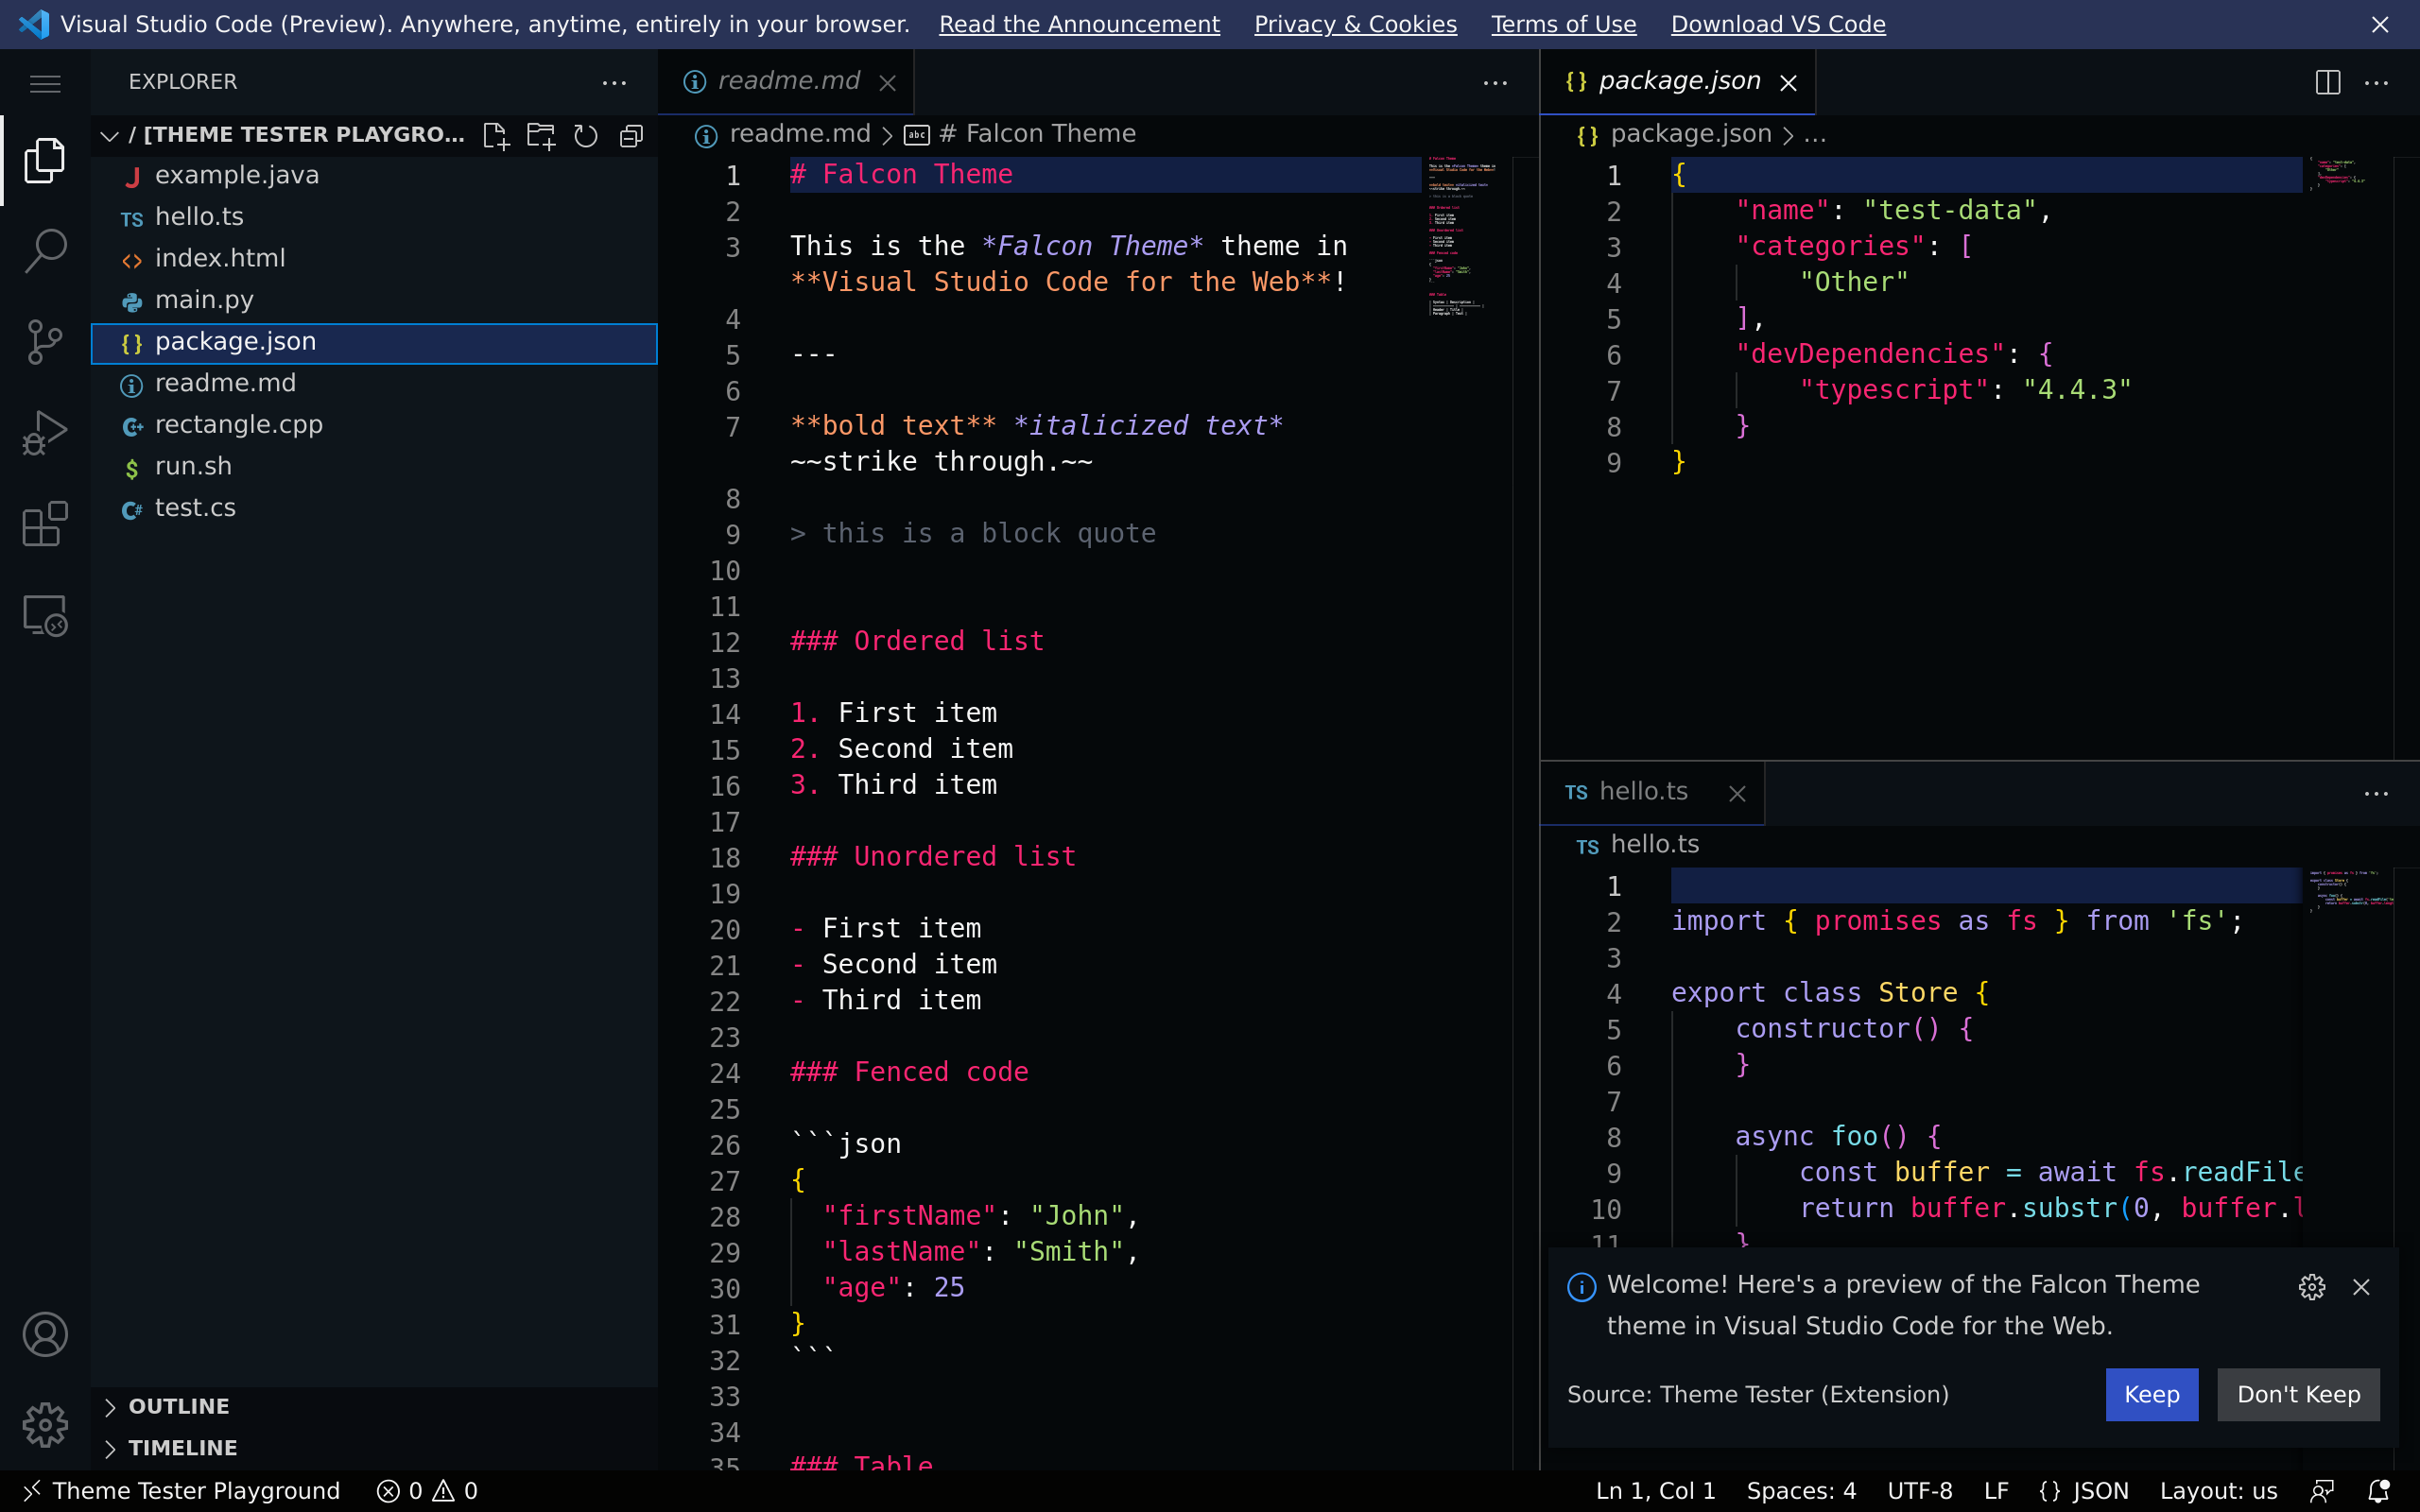 Visual Studio Code (Preview). Anywhere, anytime, entirely in your browser. Read the Announcement Privacy & Cookies Terms of Use Download VS Code
EXPLORER
/ [THEME TESTER PLAYGRO...
example.java
TS hello.ts
index.html
main.py
{} package.json
readme.md
rectangle.cpp
$ run.sh
test.cs
OUTLINE
TIMELINE
readme.md
readme.md > # Falcon Theme
1 # Falcon Theme
2
3 This is the *Falcon Theme* theme in
**Visual Studio Code for the Web**!
4
5 ---
6
7 **bold text** *italicized text*
~~strike through.~~
8
9 > this is a block quote
10
11
12 ### Ordered list
13
14 1. First item
15 2. Second item
16 3. Third item
17
18 ### Unordered list
19
20 - First item
21 - Second item
22 - Third item
23
24 ### Fenced code
25
26 ```json
27 {
28 "firstName": "John",
29 "lastName": "Smith",
30 "age": 25
31 }
32 ```
33
34
35 ### Table
{} package.json
{} package.json > ...
1 {
2 "name": "test-data",
3 "categories": [
4 "Other"
5 ],
6 "devDependencies": {
7 "typescript": "4.4.3"
8 }
9 }
TS hello.ts
TS hello.ts
1
2 import { promises as fs } from 'fs';
3
4 export class Store {
5 constructor() {
6 }
7
8 async foo() {
9 const buffer = await fs.readFile
10 return buffer.substr(0, buffer.l
11 }
Welcome! Here's a preview of the Falcon Theme
theme in Visual Studio Code for the Web.
Source: Theme Tester (Extension) Keep Don't Keep
Theme Tester Playground 0 0 Ln 1, Col 1 Spaces: 4 UTF-8 LF {} JSON Layout: us